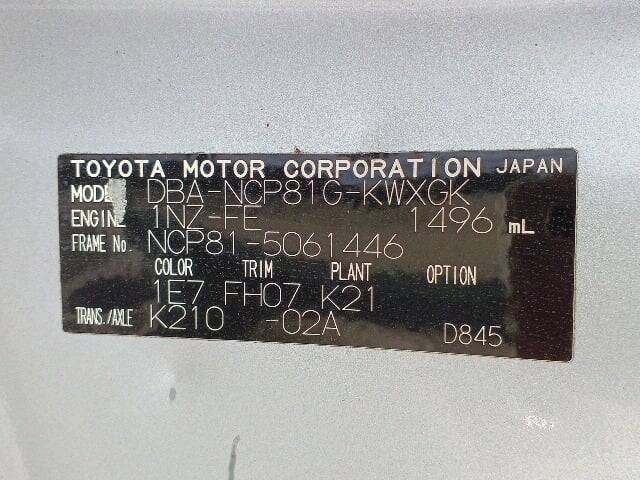 TOYOTA MOTOR CORPORATION JAPAN
MODEL DBA-NCP81G-KWXGK
ENGINE 1NZ-FE 1496 mL
FRAME No. NCP81-5061446
COLOR TRIM PLANT OPTION
1E7 FH07 K21
TRANS./AXLE K210 -02A D845